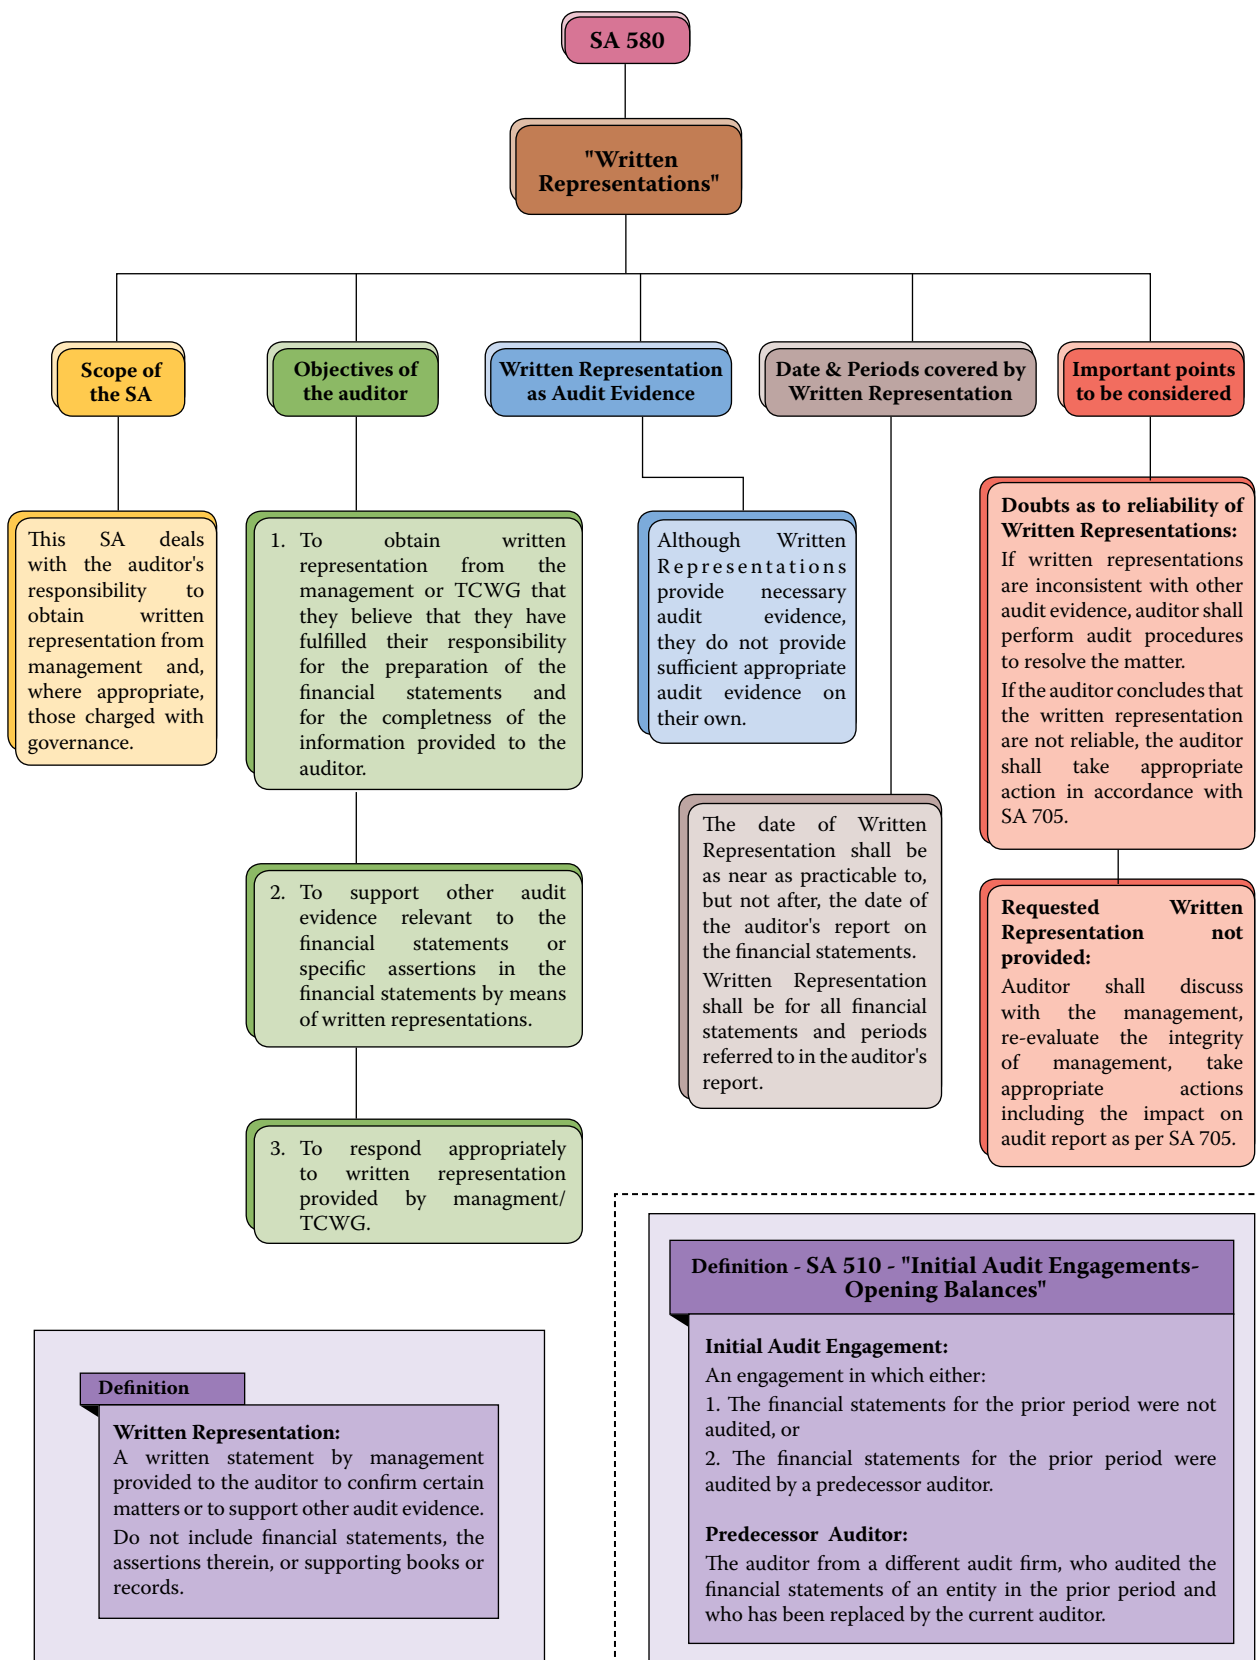 SA 580
"Written
Representations"
Scope of
the SA
Objectives of
the auditor
Written Representation
as Audit Evidence
Date & Periods covered by
Written Representation
Important points
to be considered
This SA deals
with the auditor's
responsibility to
obtain written
representation from
management and,
where appropriate,
those charged with
governance.
1. To obtain written
representation from the
management or TCWG that
they believe that they have
fulfilled their responsibility
for the preparation of the
financial statements and
for the completness of the
information provided to the
auditor.
2. To support other audit
evidence relevant to the
financial statements or
specific assertions in the
financial statements by means
of written representations.
3. To respond appropriately
to written representation
provided by managment/
TCWG.
Although Written
Representations
provide necessary
audit evidence,
they do not provide
sufficient appropriate
audit evidence on
their own.
The date of Written
Representation shall be
as near as practicable to,
but not after, the date of
the auditor's report on
the financial statements.
Written Representation
shall be for all financial
statements and periods
referred to in the auditor's
report.
Doubts as to reliability of
Written Representations:
If written representations
are inconsistent with other
audit evidence, auditor shall
perform audit procedures
to resolve the matter.
If the auditor concludes that
the written representation
are not reliable, the auditor
shall take appropriate
action in accordance with
SA 705.
Requested Written
Representation not
provided:
Auditor shall discuss
with the management,
re-evaluate the integrity
of management, take
appropriate actions
including the impact on
audit report as per SA 705.
Definition
Written Representation:
A written statement by management
provided to the auditor to confirm certain
matters or to support other audit evidence.
Do not include financial statements, the
assertions therein, or supporting books or
records.
Definition - SA 510 - "Initial Audit Engagements-
Opening Balances"
Initial Audit Engagement:
An engagement in which either:
1. The financial statements for the prior period were not
audited, or
2. The financial statements for the prior period were
audited by a predecessor auditor.
Predecessor Auditor:
The auditor from a different audit firm, who audited the
financial statements of an entity in the prior period and
who has been replaced by the current auditor.